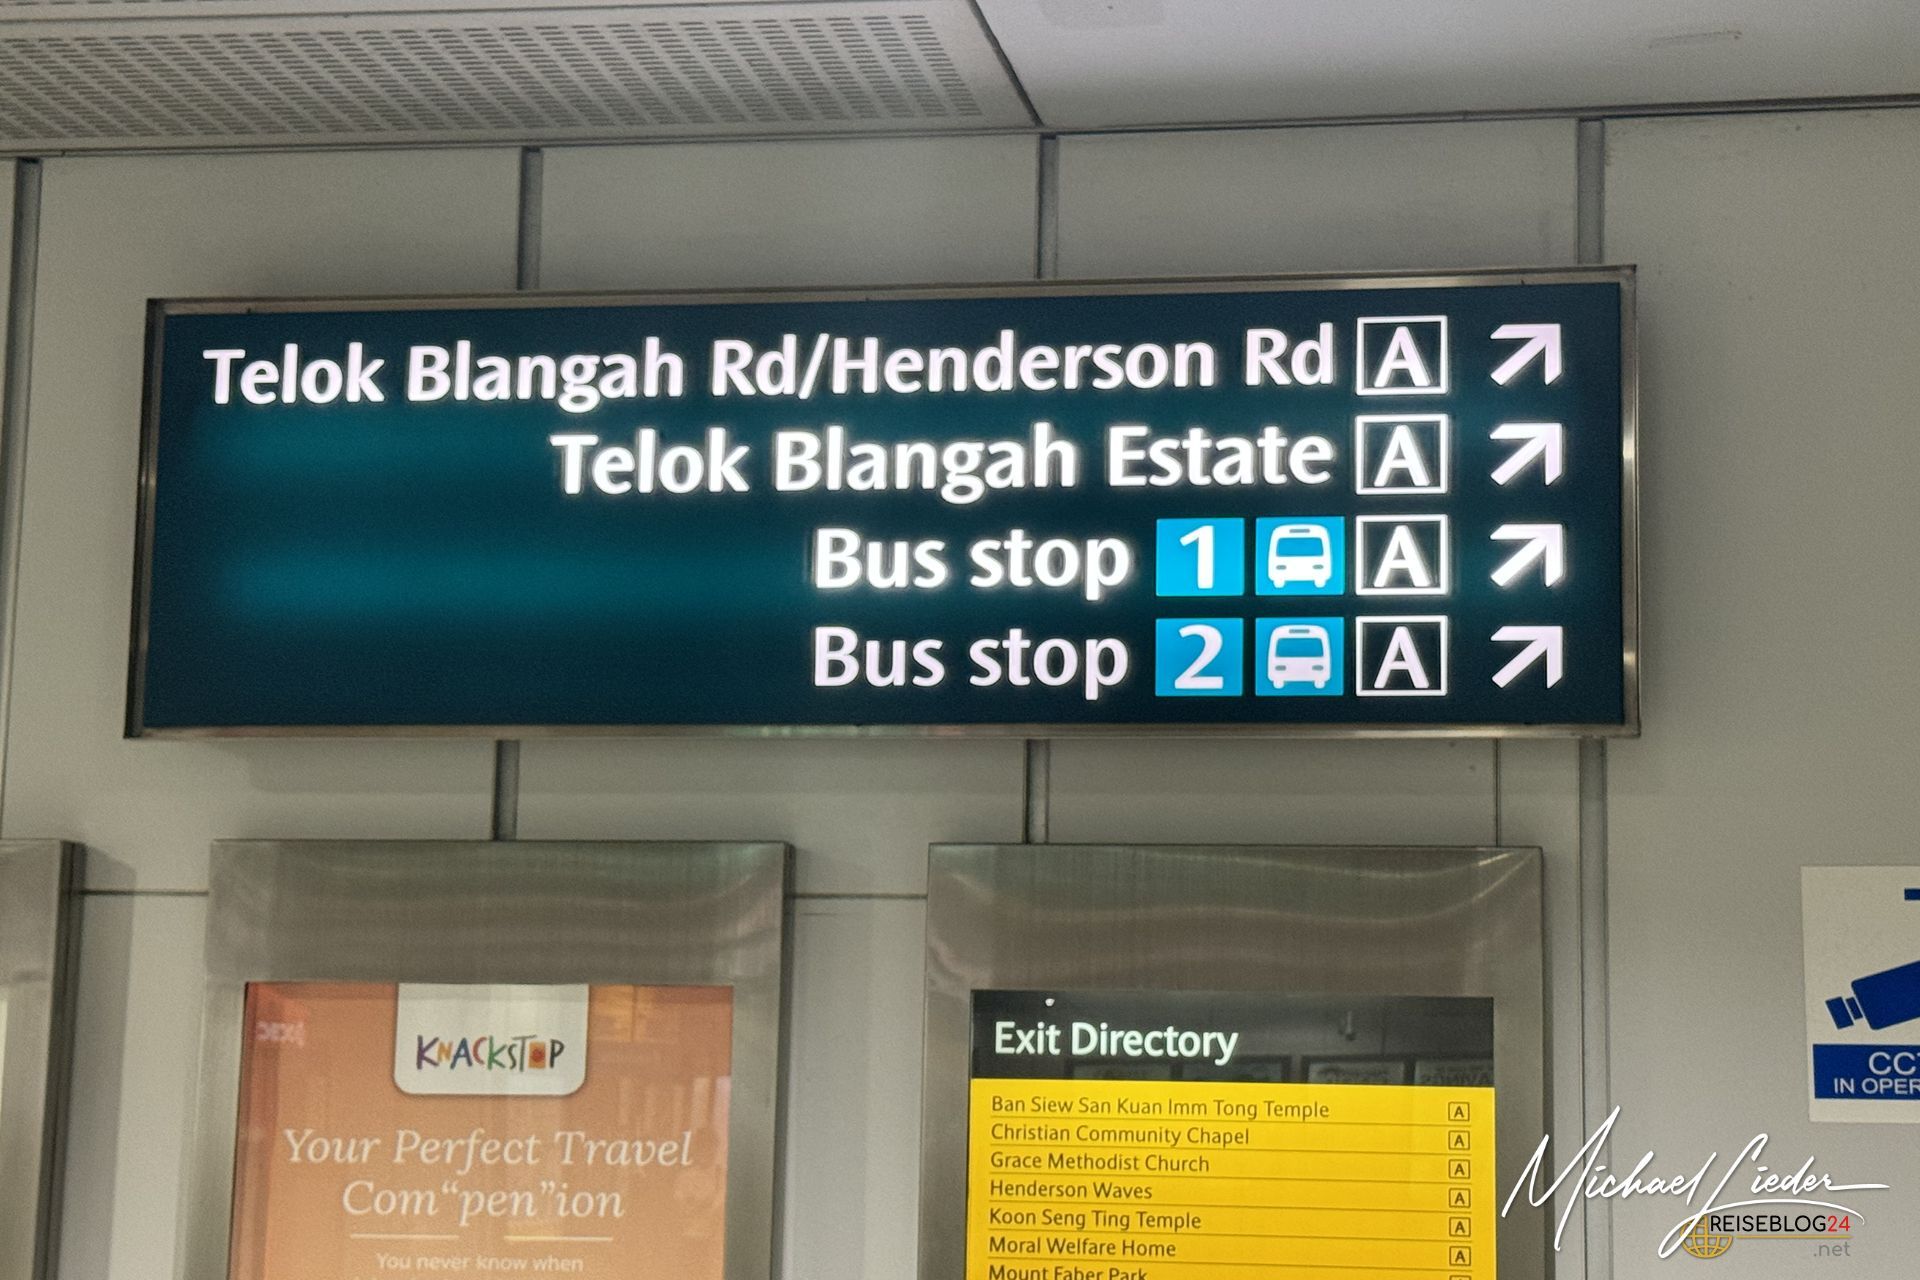 Telok Blangah Rd/Henderson Rd A
Telok Blangah Estate A
Bus stop 1 A
Bus stop 2 A
KNACKSTOP
Your Perfect Travel
Com“pen”ion
You never know when
Exit Directory
Ban Siew San Kuan Imm Tong Temple A
Christian Community Chapel A
Grace Methodist Church A
Henderson Waves A
Koon Seng Ting Temple A
Moral Welfare Home A
Mount Faber Park
IN
Michael Lieder
REISEBLOG24
.net